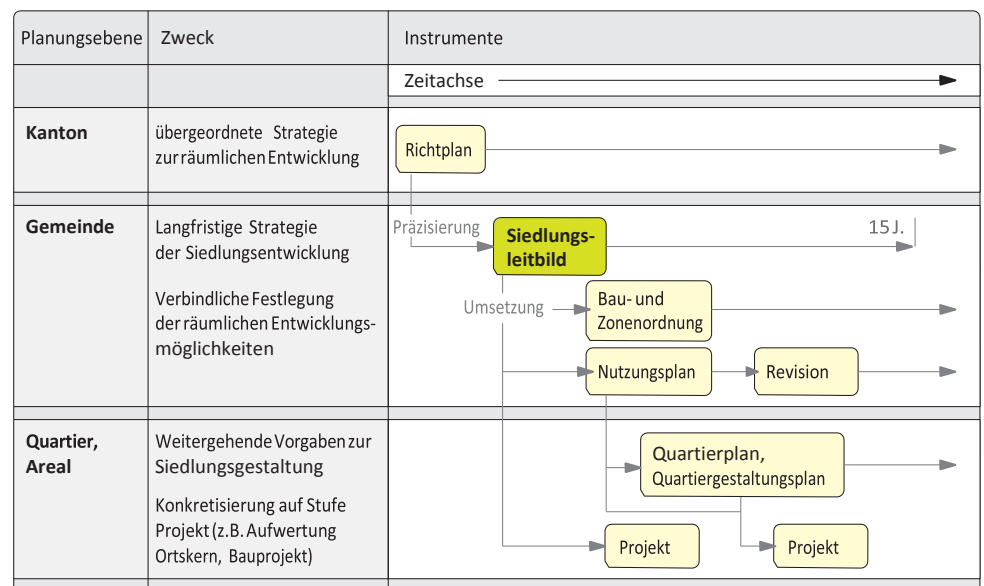 Planungsebene Zweck Instrumente
Zeitachse
Kanton
übergeordnete Strategie
zur räumlichen Entwicklung
Richtplan
Gemeinde
Langfristige Strategie
der Siedlungsentwicklung
Verbindliche Festlegung
der räumlichen Entwicklungs-
möglichkeiten
Präzisierung
Siedlungs-
leitbild
15 J.
Umsetzung
Bau- und
Zonenordnung
Nutzungsplan
Revision
Quartier,
Areal
Weitergehende Vorgaben zur
Siedlungsgestaltung
Konkretisierung auf Stufe
Projekt (z.B. Aufwertung
Ortskern, Bauprojekt)
Quartierplan,
Quartiergestaltungsplan
Projekt
Projekt